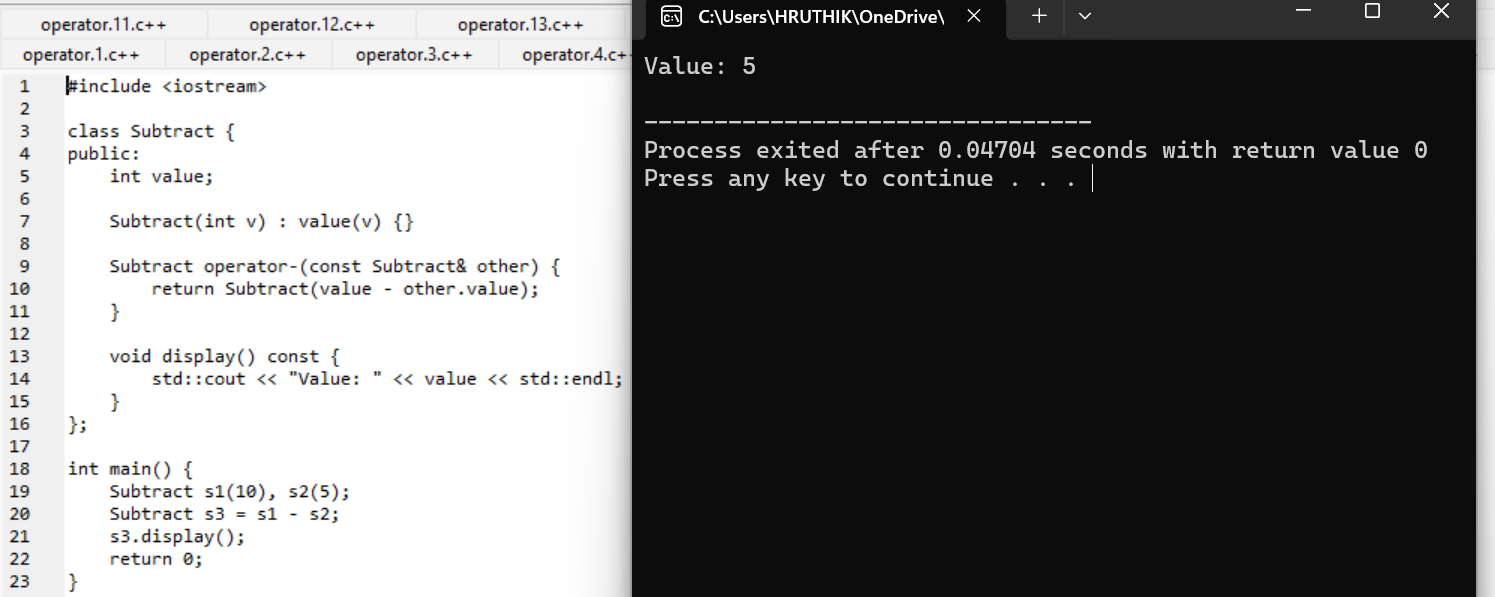 operator.11.c++ operator.12.c++ operator.13.c++
operator.1.c++ operator.2.c++ operator.3.c++ operator.4.c+
1 #include <iostream>
2
3 class Subtract {
4 public:
5     int value;
6
7     Subtract(int v) : value(v) {}
8
9     Subtract operator-(const Subtract& other) {
10         return Subtract(value - other.value);
11     }
12
13     void display() const {
14         std::cout << "Value: " << value << std::endl;
15     }
16 };
17
18 int main() {
19     Subtract s1(10), s2(5);
20     Subtract s3 = s1 - s2;
21     s3.display();
22     return 0;
23 }
C:\Users\HRUTHIK\OneDrive\
Value: 5
--------------------------------
Process exited after 0.04704 seconds with return value 0
Press any key to continue . . .